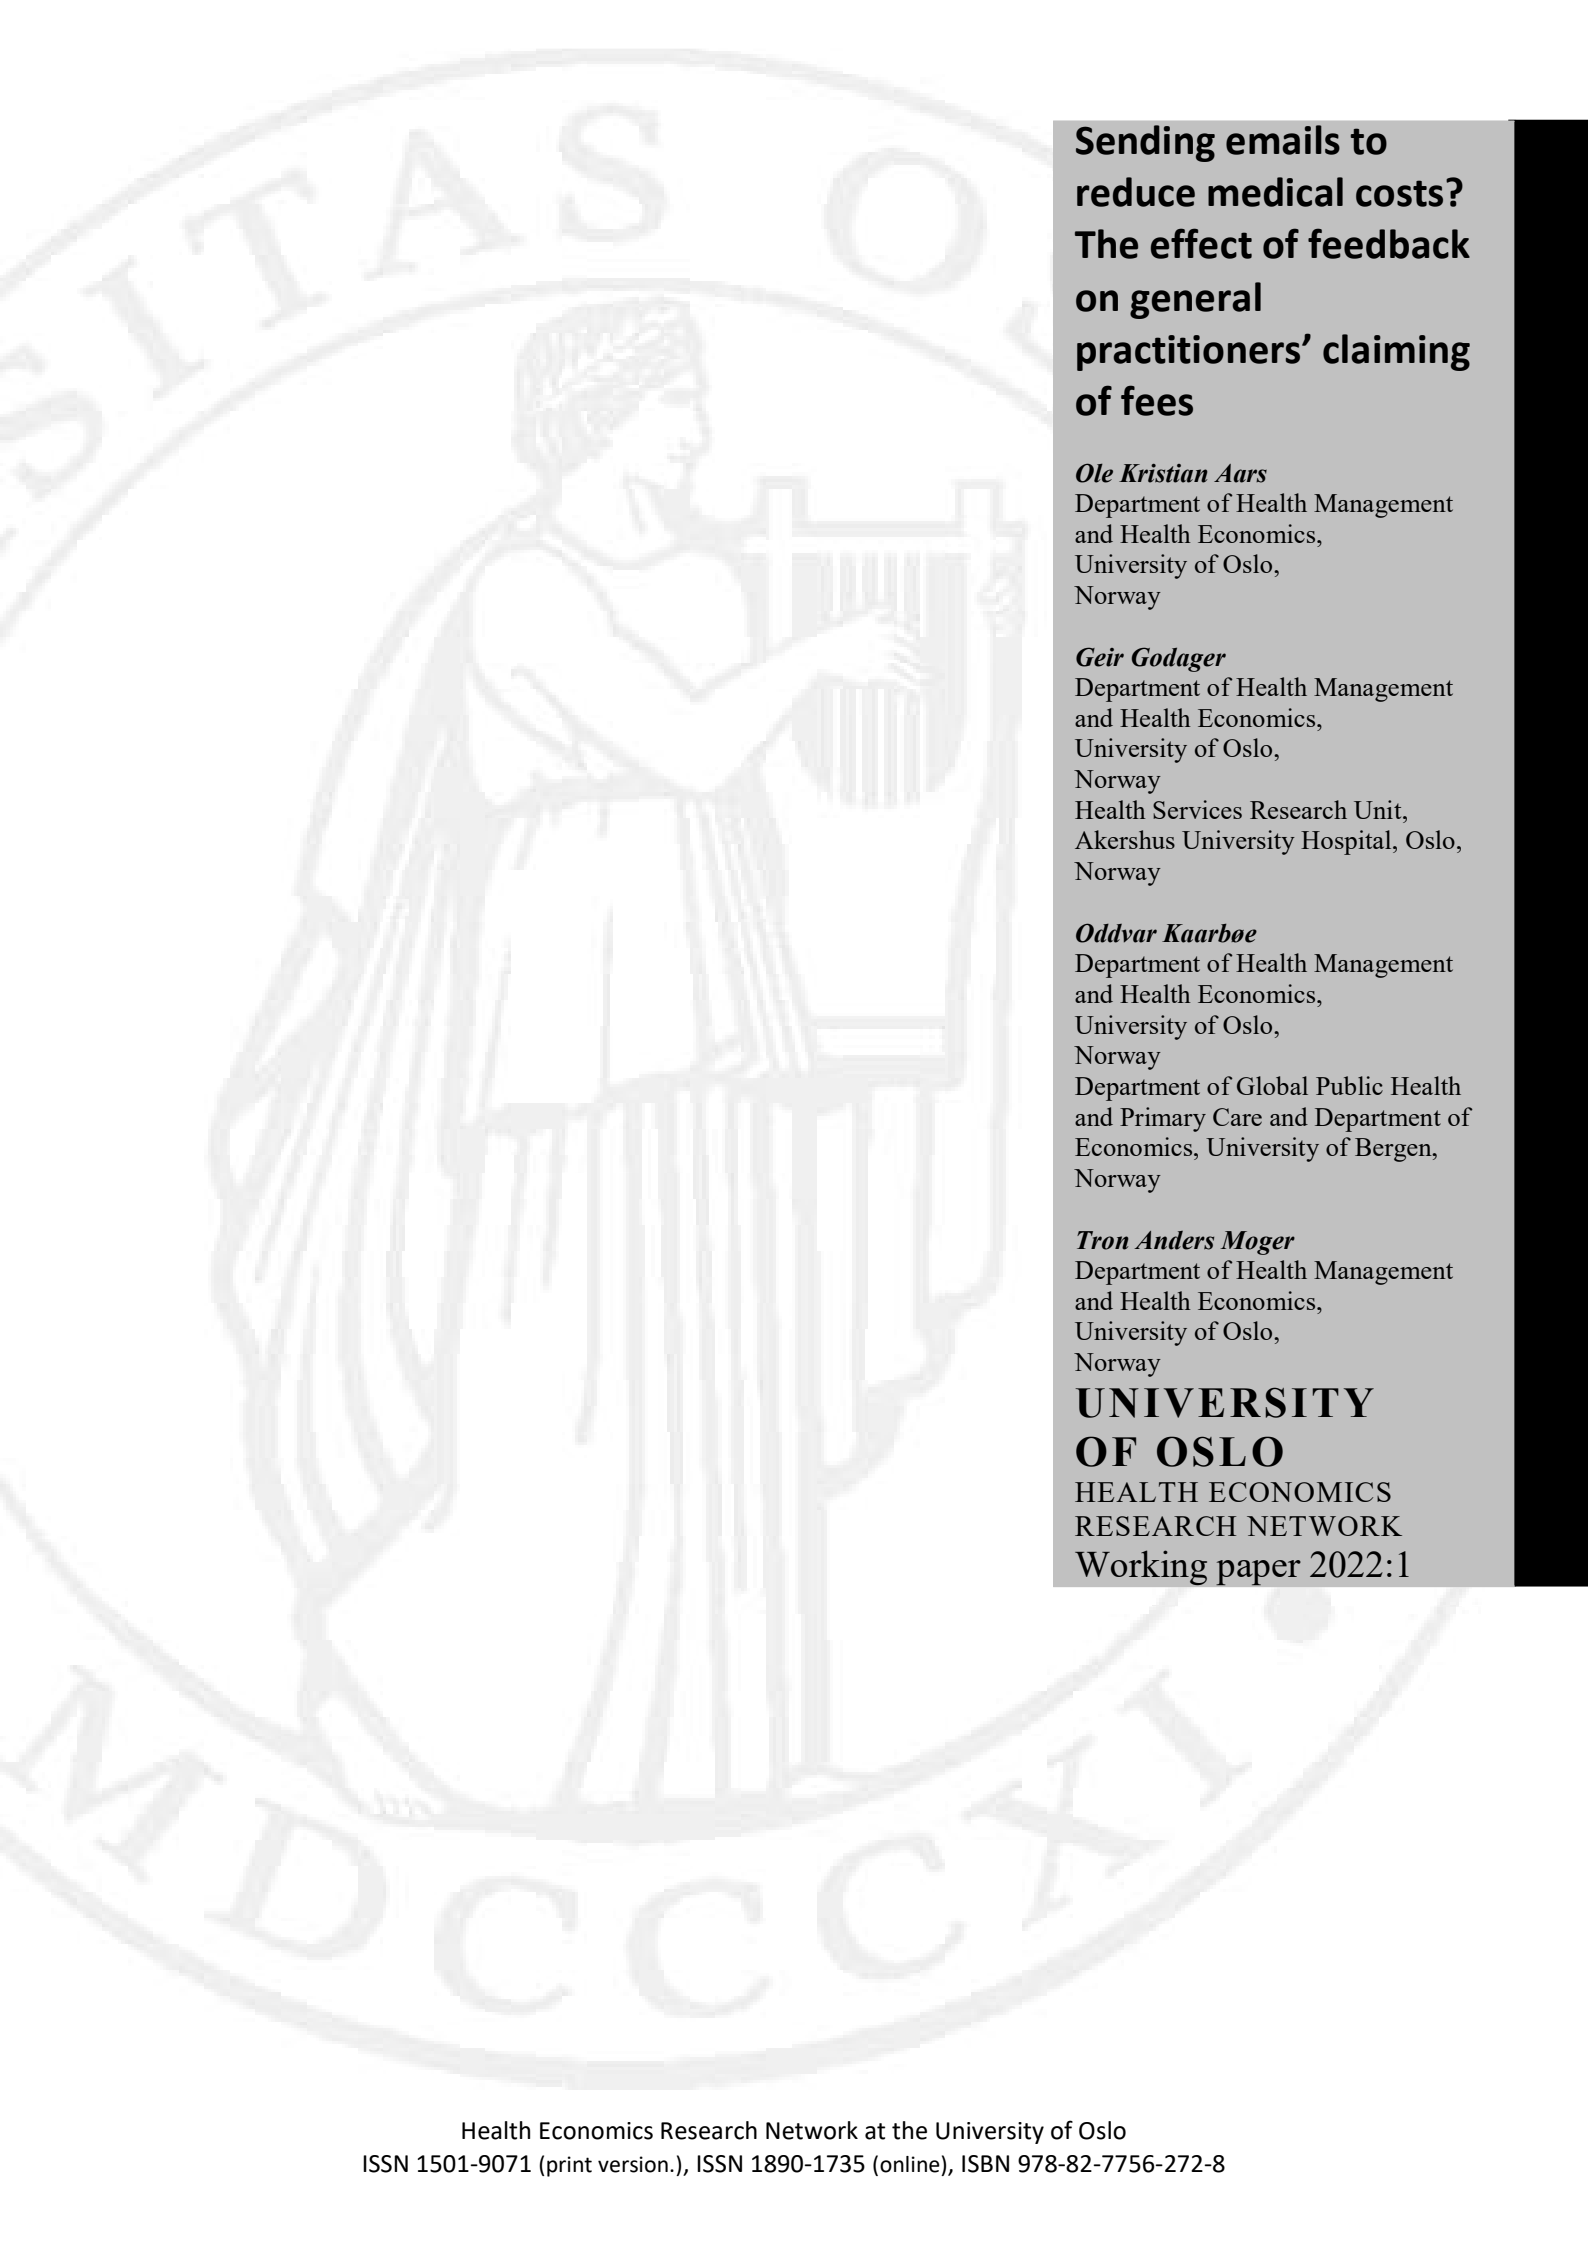 SITAS O
MDCCCXI
Sending emails to
reduce medical costs?
The effect of feedback
on general
practitioners’ claiming
of fees
Ole Kristian Aars
Department of Health Management
and Health Economics,
University of Oslo,
Norway
Geir Godager
Department of Health Management
and Health Economics,
University of Oslo,
Norway
Health Services Research Unit,
Akershus University Hospital, Oslo,
Norway
Oddvar Kaarbøe
Department of Health Management
and Health Economics,
University of Oslo,
Norway
Department of Global Public Health
and Primary Care and Department of
Economics, University of Bergen,
Norway
Tron Anders Moger
Department of Health Management
and Health Economics,
University of Oslo,
Norway
UNIVERSITY
OF OSLO
HEALTH ECONOMICS
RESEARCH NETWORK
Working paper 2022:1
Health Economics Research Network at the University of Oslo
ISSN 1501-9071 (print version.), ISSN 1890-1735 (online), ISBN 978-82-7756-272-8